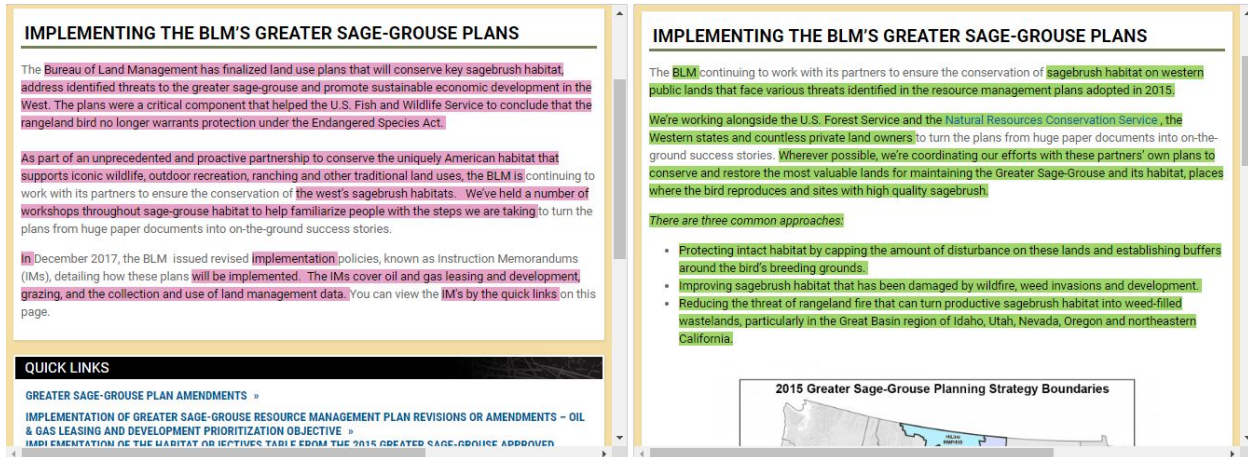 IMPLEMENTING THE BLM'S GREATER SAGE-GROUSE PLANS
The Bureau of Land Management has finalized land use plans that will conserve key sagebrush habitat,
address identified threats to the greater sage-grouse and promote sustainable economic development in the
West. The plans were a critical component that helped the U.S. Fish and Wildlife Service to conclude that the
rangeland bird no longer warrants protection under the Endangered Species Act.
As part of an unprecedented and proactive partnership to conserve the uniquely American habitat that
supports iconic wildlife, outdoor recreation, ranching and other traditional land uses, the BLM is continuing to
work with its partners to ensure the conservation of the west's sagebrush habitats. We've held a number of
workshops throughout sage-grouse habitat to help familiarize people with the steps we are taking to turn the
plans from huge paper documents into on-the-ground success stories.
In December 2017, the BLM issued revised implementation policies, known as Instruction Memorandums
(IMs), detailing how these plans will be implemented. The IMs cover oil and gas leasing and development,
grazing, and the collection and use of land management data. You can view the IM's by the quick links on this
page.
QUICK LINKS
GREATER SAGE-GROUSE PLAN AMENDMENTS »
IMPLEMENTATION OF GREATER SAGE-GROUSE RESOURCE MANAGEMENT PLAN REVISIONS OR AMENDMENTS – OIL
& GAS LEASING AND DEVELOPMENT PRIORITIZATION OBJECTIVE »
IMPLEMENTATION OF THE HABITAT OBJECTIVES TABLE FROM THE 2015 GREATER SAGE-GROUSE APPROVED
IMPLEMENTING THE BLM'S GREATER SAGE-GROUSE PLANS
The BLM continuing to work with its partners to ensure the conservation of sagebrush habitat on western
public lands that face various threats identified in the resource management plans adopted in 2015.
We're working alongside the U.S. Forest Service and the Natural Resources Conservation Service , the
Western states and countless private land owners to turn the plans from huge paper documents into on-the-
ground success stories. Wherever possible, we're coordinating our efforts with these partners' own plans to
conserve and restore the most valuable lands for maintaining the Greater Sage-Grouse and its habitat, places
where the bird reproduces and sites with high quality sagebrush.
There are three common approaches:
• Protecting intact habitat by capping the amount of disturbance on these lands and establishing buffers
around the bird's breeding grounds.
• Improving sagebrush habitat that has been damaged by wildfire, weed invasions and development.
• Reducing the threat of rangeland fire that can turn productive sagebrush habitat into weed-filled
wastelands, particularly in the Great Basin region of Idaho, Utah, Nevada, Oregon and northeastern
California.
2015 Greater Sage-Grouse Planning Strategy Boundaries